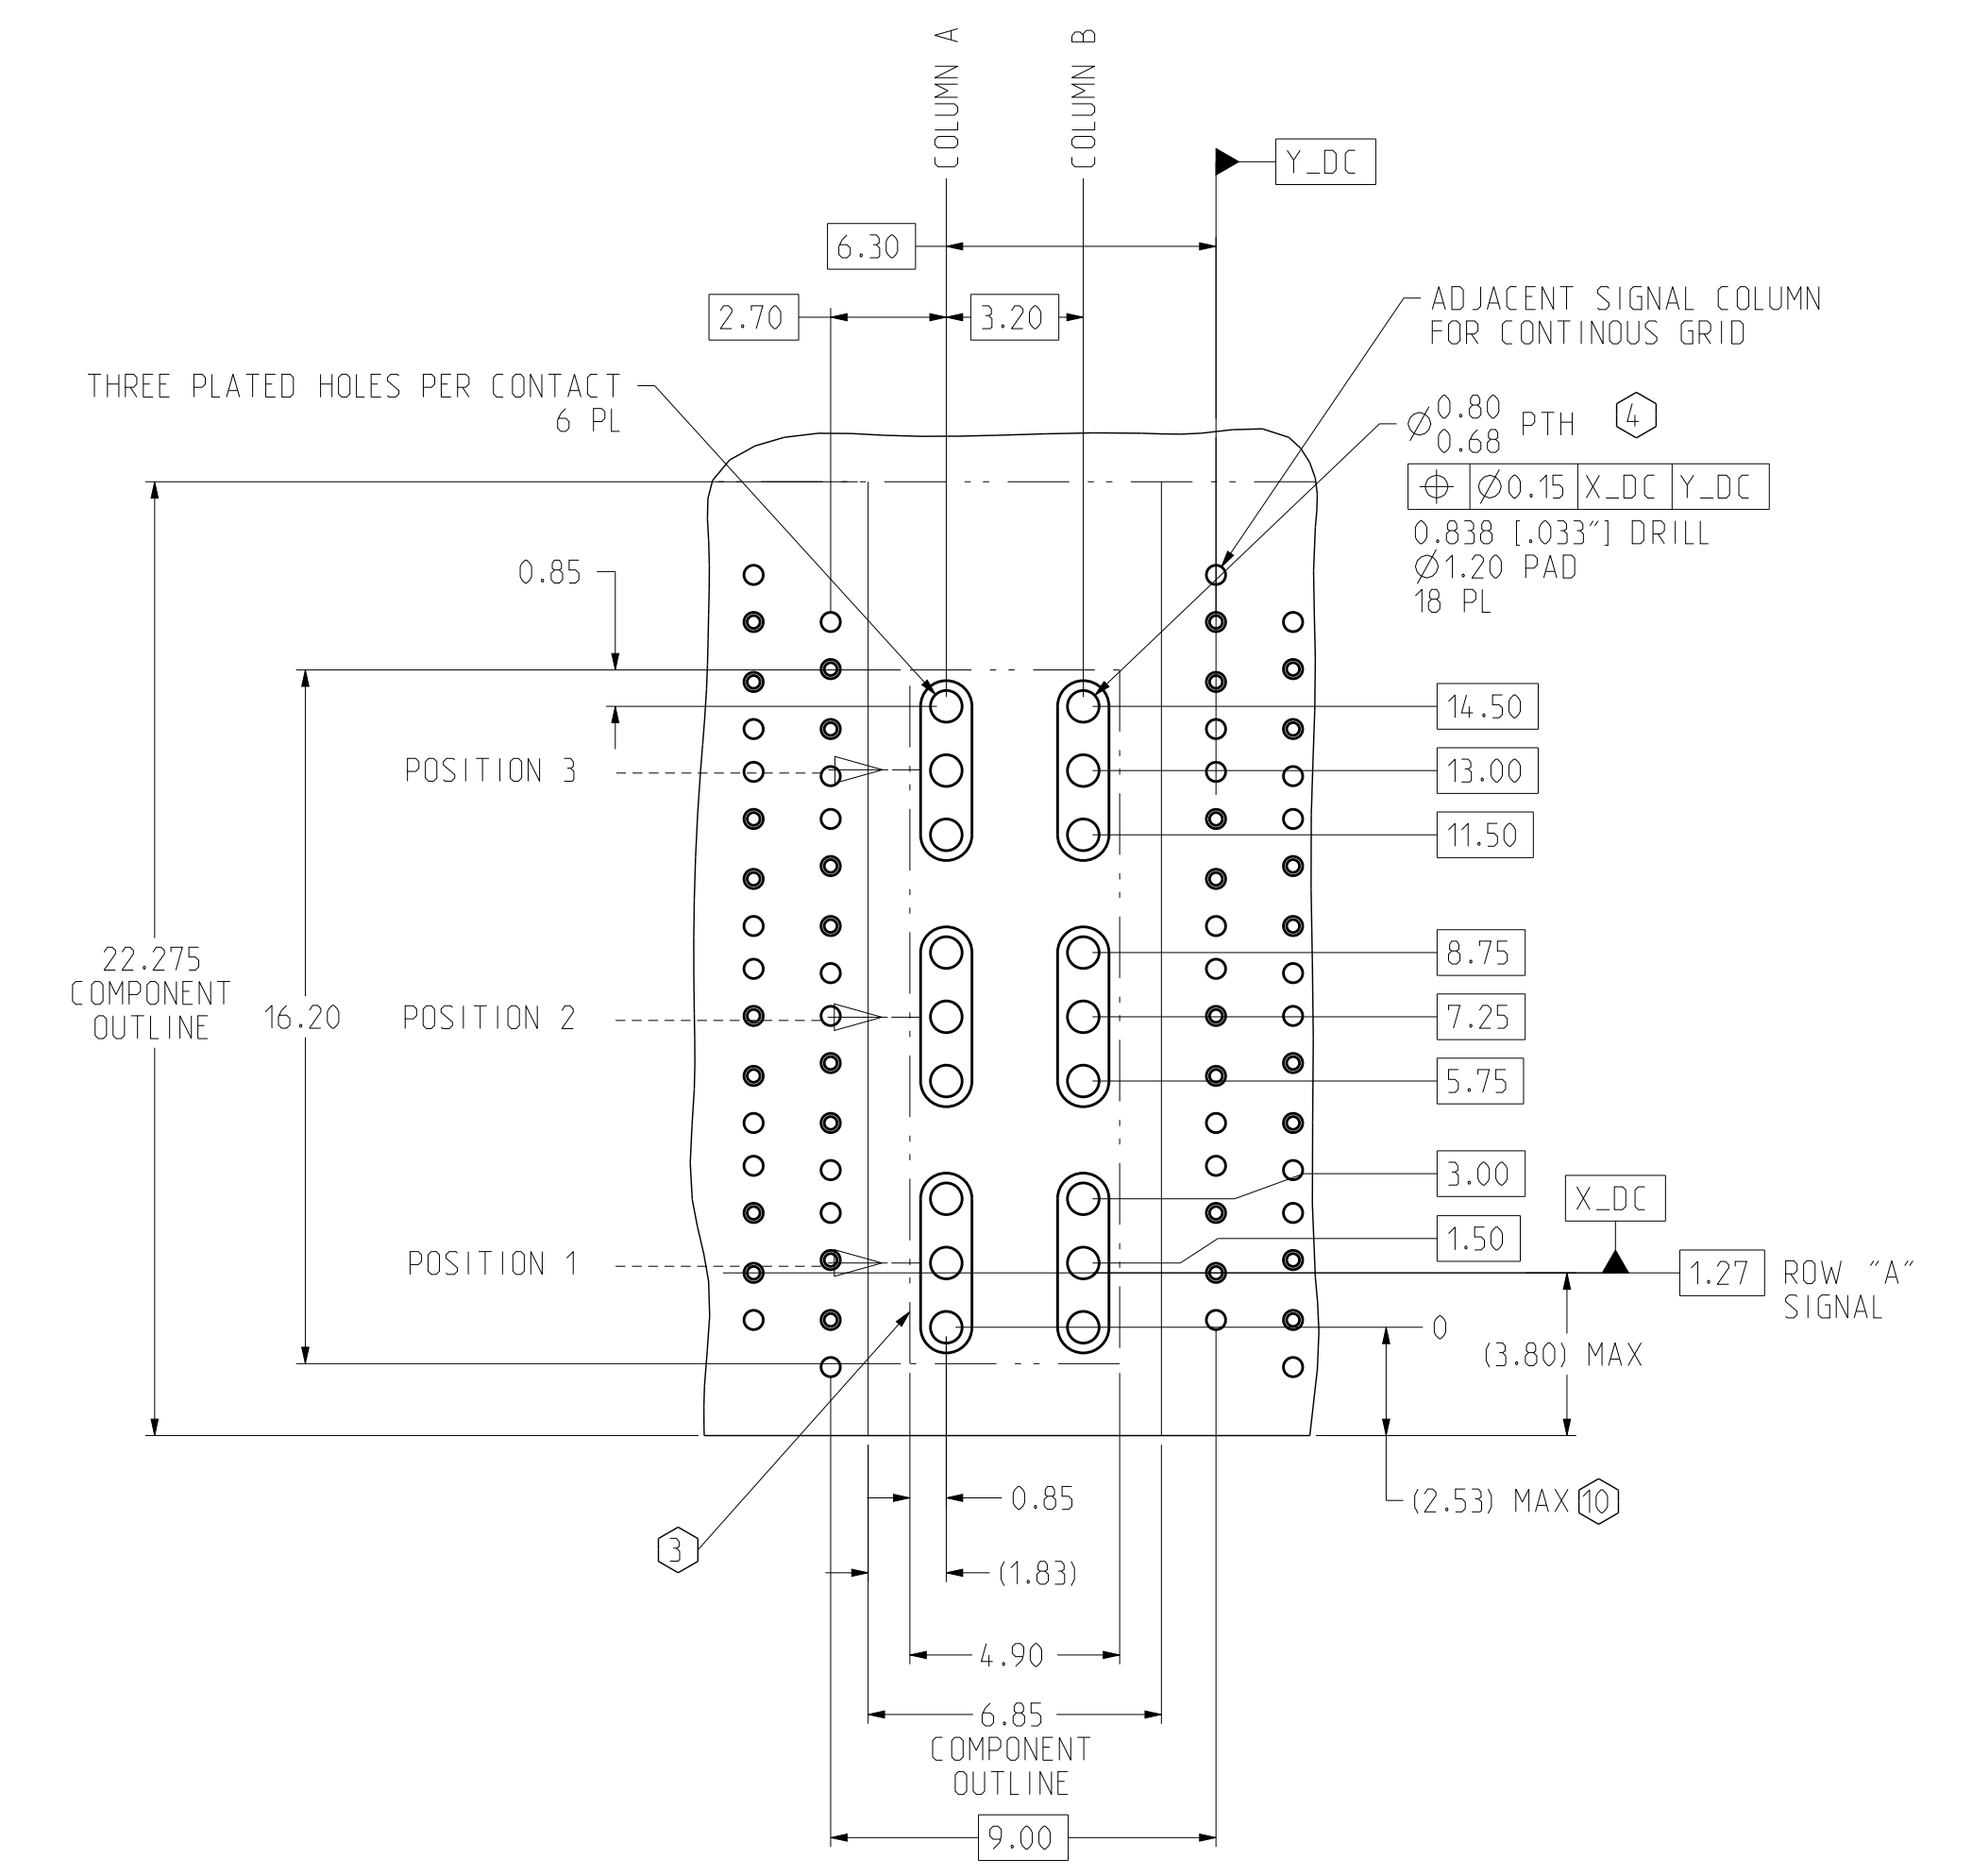 COLUMN A
COLUMN B
Y_DC
6.30
2.70
3.20
ADJACENT SIGNAL COLUMN
FOR CONTINOUS GRID
THREE PLATED HOLES PER CONTACT
6 PL
⌀0.80
0.68
PTH
4
⌖ ⌀0.15 X_DC Y_DC
0.838 [.033"] DRILL
⌀1.20 PAD
18 PL
0.85
14.50
POSITION 3
13.00
11.50
22.275
COMPONENT
OUTLINE
16.20
8.75
POSITION 2
7.25
5.75
3.00
X_DC
1.50
POSITION 1
1.27
ROW "A"
SIGNAL
0
(3.80) MAX
0.85
(2.53) MAX
10
3
(1.83)
4.90
6.85
COMPONENT
OUTLINE
9.00